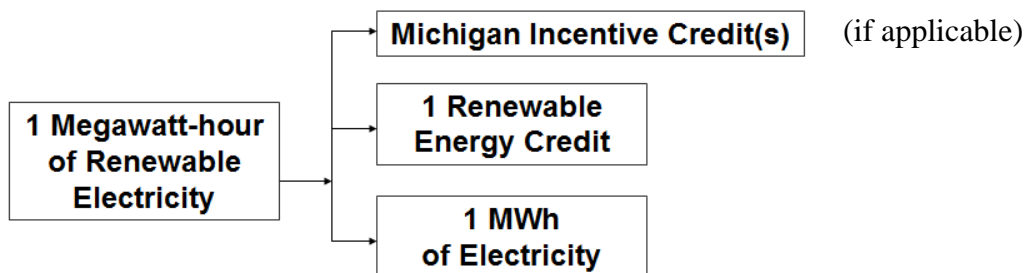 Michigan Incentive Credit(s) (if applicable)
1 Renewable
Energy Credit
1 Megawatt-hour
of Renewable
Electricity
1 MWh
of Electricity